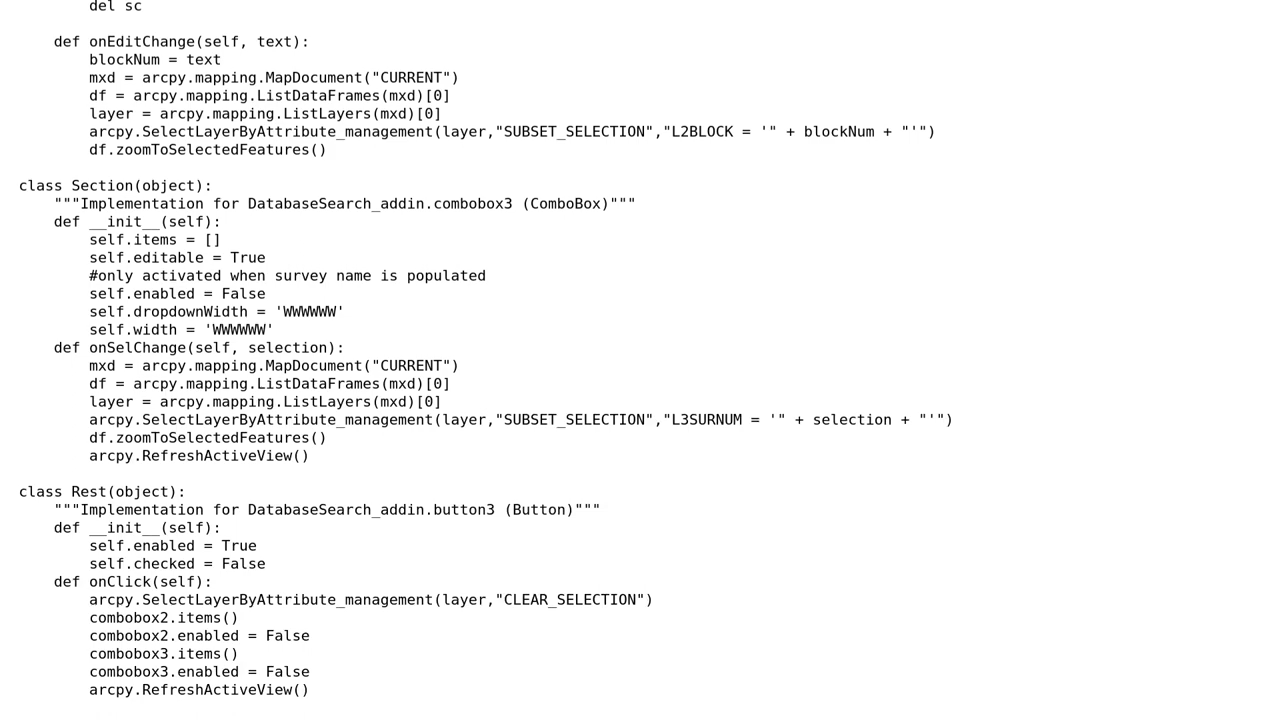 del sc
def onEditChange(self, text):
blockNum = text
mxd = arcpy.mapping.MapDocument("CURRENT")
df = arcpy.mapping.ListDataFrames(mxd)[0]
layer = arcpy.mapping.ListLayers(mxd)[0]
arcpy.SelectLayerByAttribute_management(layer,"SUBSET_SELECTION","L2BLOCK = '" + blockNum + "'")
df.zoomToSelectedFeatures()
class Section(object):
"""Implementation for DatabaseSearch_addin.combobox3 (ComboBox)"""
def __init__(self):
self.items = []
self.editable = True
#only activated when survey name is populated
self.enabled = False
self.dropdownWidth = 'WWWWWW'
self.width = 'WWWWWW'
def onSelChange(self, selection):
mxd = arcpy.mapping.MapDocument("CURRENT")
df = arcpy.mapping.ListDataFrames(mxd)[0]
layer = arcpy.mapping.ListLayers(mxd)[0]
arcpy.SelectLayerByAttribute_management(layer,"SUBSET_SELECTION","L3SURNUM = '" + selection + "'")
df.zoomToSelectedFeatures()
arcpy.RefreshActiveView()
class Rest(object):
"""Implementation for DatabaseSearch_addin.button3 (Button)"""
def __init__(self):
self.enabled = True
self.checked = False
def onClick(self):
arcpy.SelectLayerByAttribute_management(layer,"CLEAR_SELECTION")
combobox2.items()
combobox2.enabled = False
combobox3.items()
combobox3.enabled = False
arcpy.RefreshActiveView()